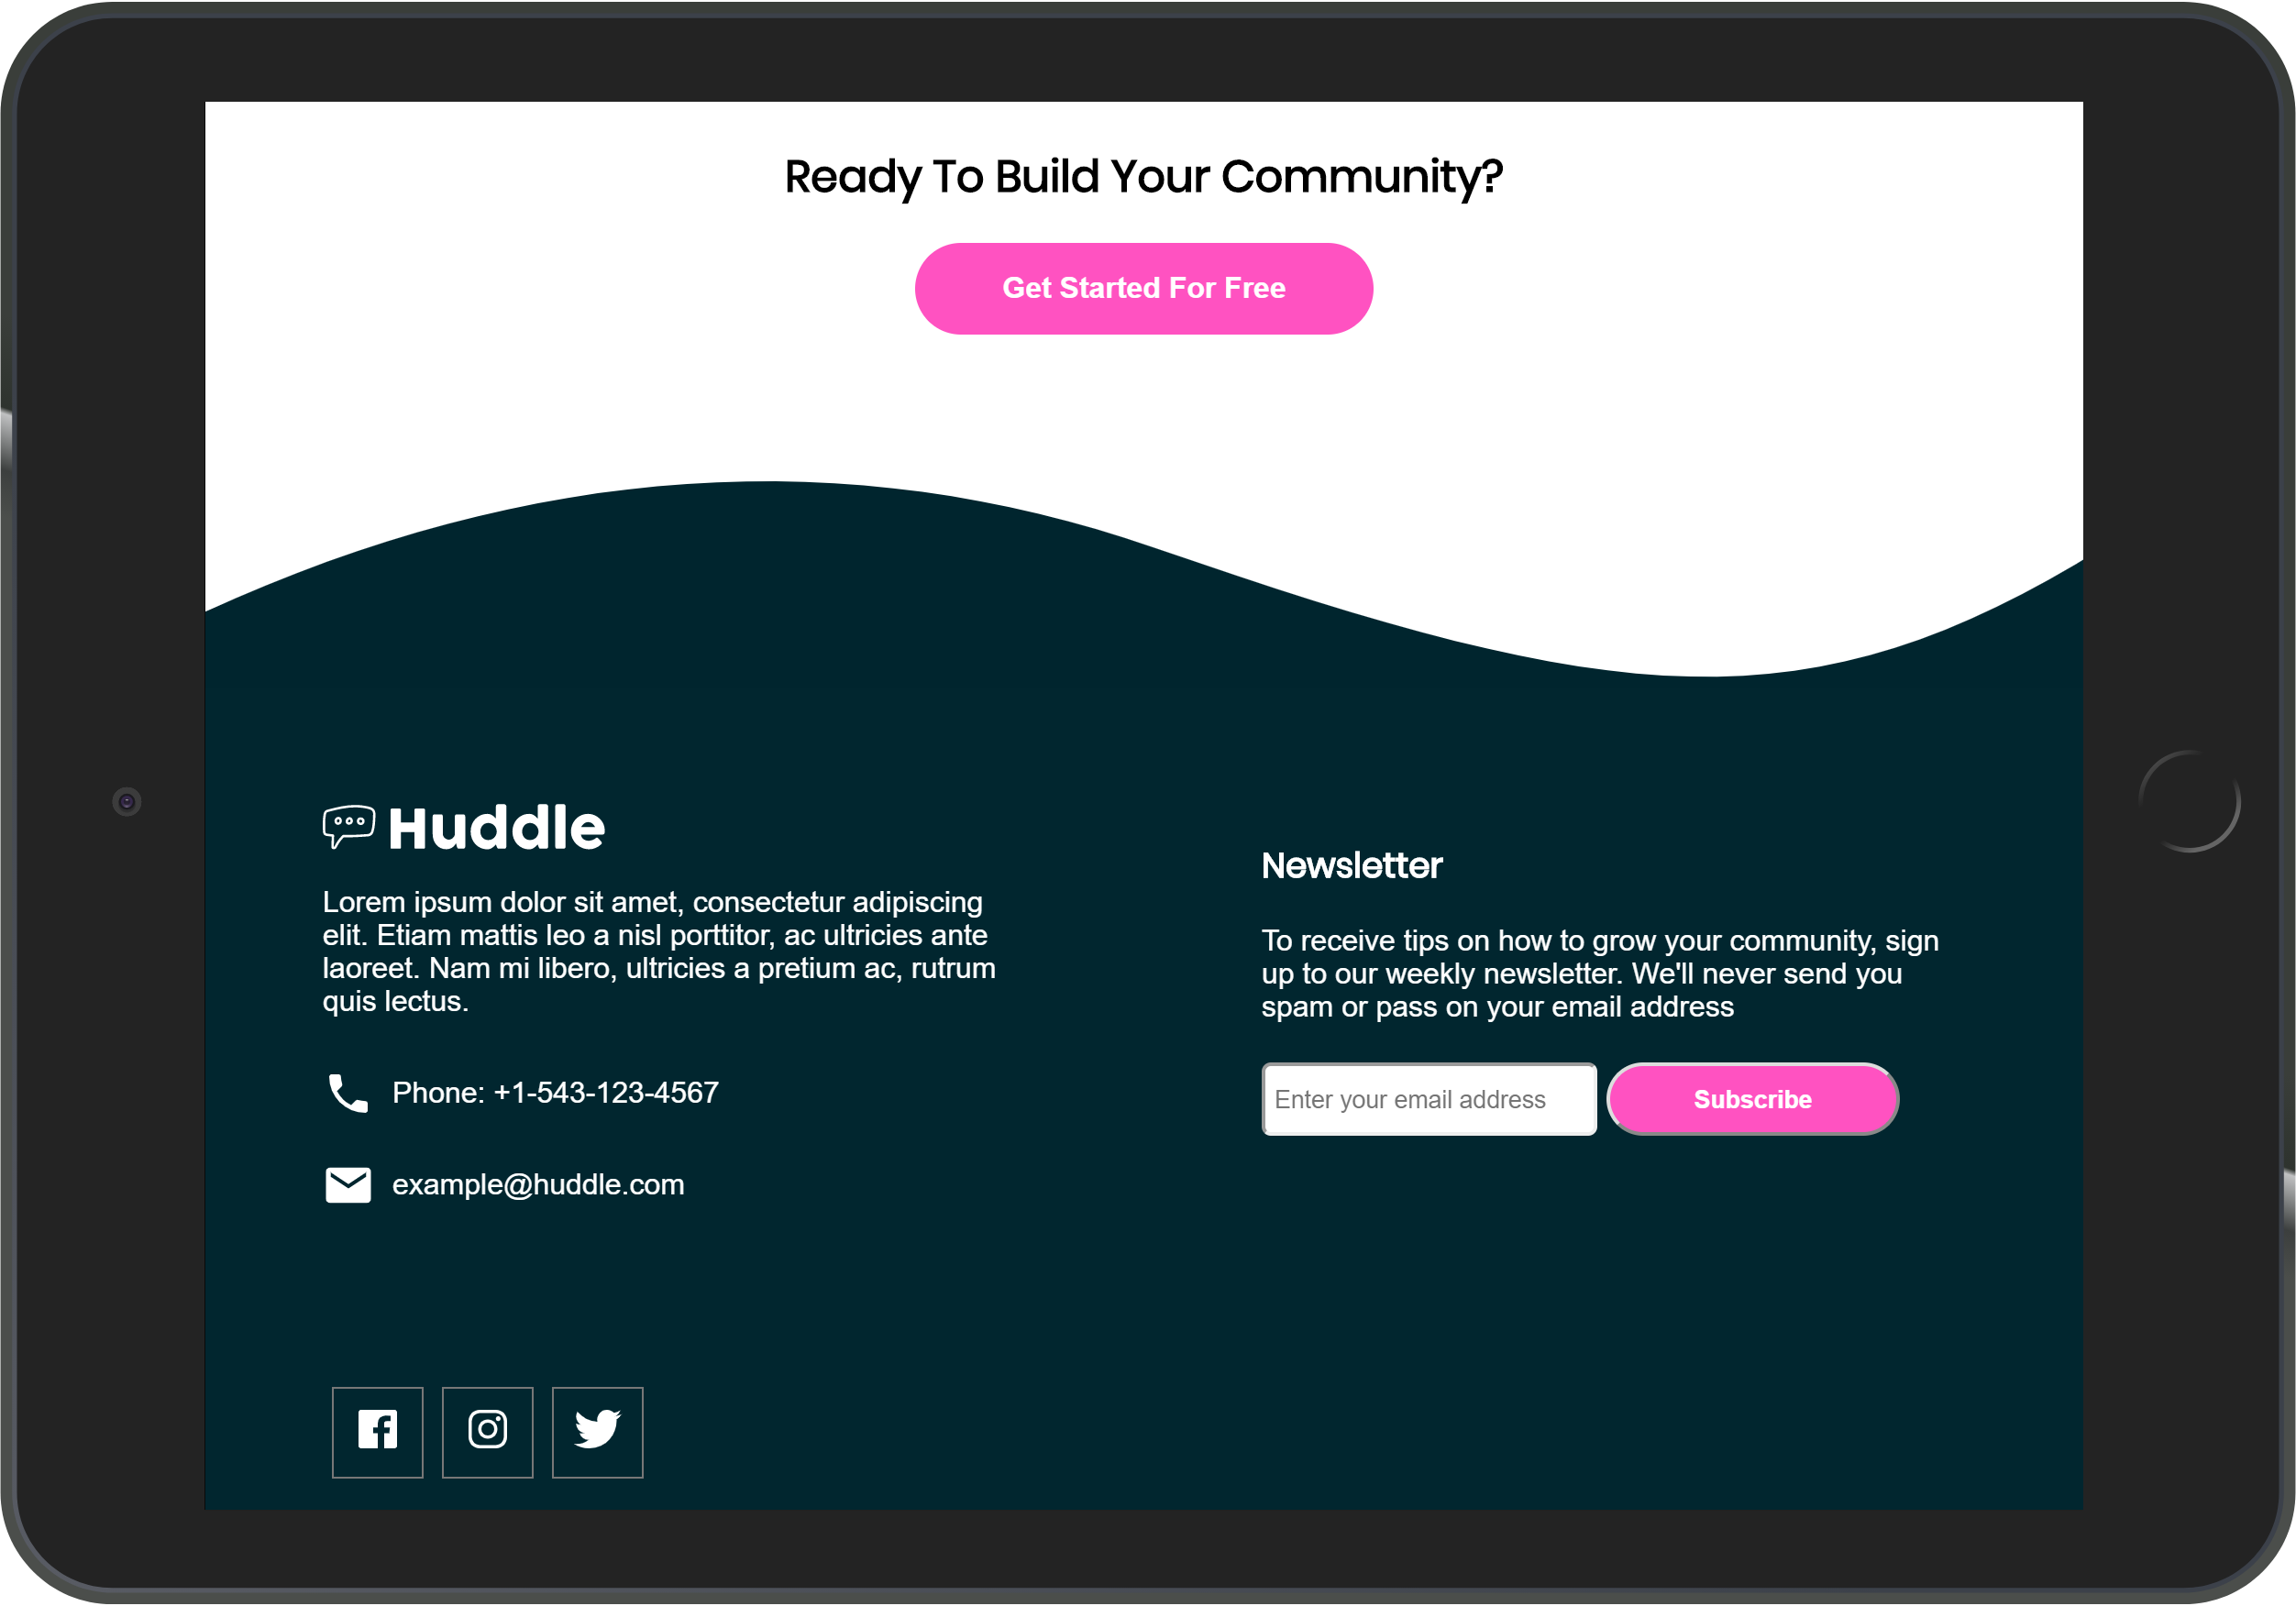 Ready To Build Your Community?
Get Started For Free
Huddle
Lorem ipsum dolor sit amet, consectetur adipiscing
elit. Etiam mattis leo a nisl porttitor, ac ultricies ante
laoreet. Nam mi libero, ultricies a pretium ac, rutrum
quis lectus.
Phone: +1-543-123-4567
example@huddle.com
Newsletter
To receive tips on how to grow your community, sign
up to our weekly newsletter. We'll never send you
spam or pass on your email address
Enter your email address
Subscribe